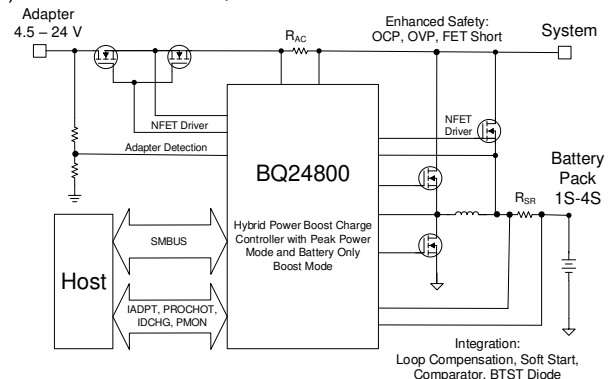 Adapter
4.5 – 24 V
R_AC
Enhanced Safety:
OCP, OVP, FET Short
System
NFET Driver
NFET
Driver
Adapter Detection
BQ24800
Hybrid Power Boost Charge
Controller with Peak Power
Mode and Battery Only
Boost Mode
Battery
Pack
1S-4S
R_SR
Host
SMBUS
IADPT, PROCHOT,
IDCHG, PMON
Integration:
Loop Compensation, Soft Start,
Comparator, BTST Diode